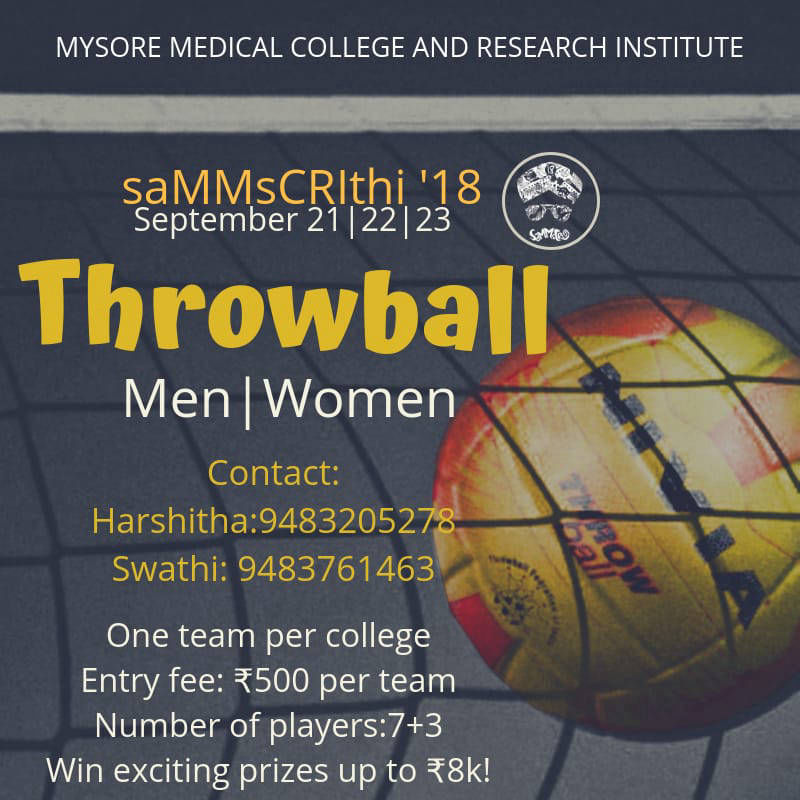 MYSORE MEDICAL COLLEGE AND RESEARCH INSTITUTE
saMMsCRIthi '18
September 21|22|23
Throwball
Men|Women
Contact:
Harshitha:9483205278
Swathi: 9483761463
One team per college
Entry fee: ₹500 per team
Number of players:7+3
Win exciting prizes up to ₹8k!
THROW
ball